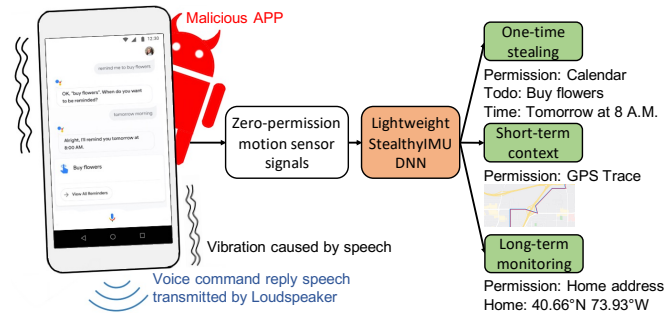 Malicious APP
12:30
remind me to buy flowers
OK, "buy flowers". When do you want
to be reminded?
tomorrow morning
Alright, I'll remind you tomorrow at
8:00 AM.
Buy flowers
View All Reminders
Zero-permission
motion sensor
signals
Lightweight
StealthyIMU
DNN
One-time
stealing
Permission: Calendar
Todo: Buy flowers
Time: Tomorrow at 8 A.M.
Short-term
context
Permission: GPS Trace
Long-term
monitoring
Permission: Home address
Home: 40.66°N 73.93°W
Vibration caused by speech
Voice command reply speech
transmitted by Loudspeaker